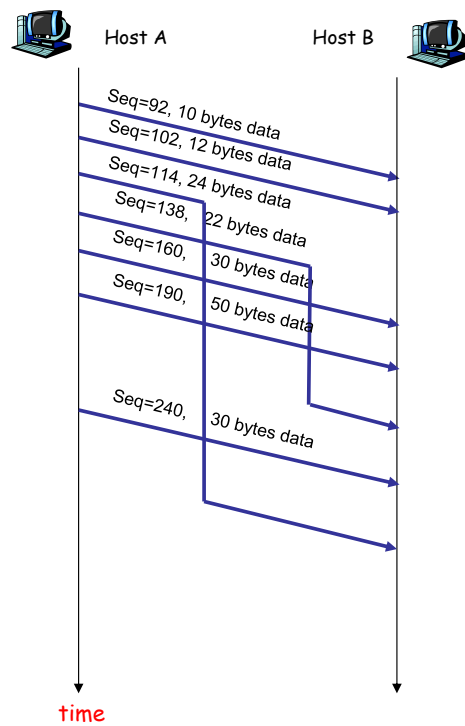 Host A
Host B
Seq=92, 10 bytes data
Seq=102, 12 bytes data
Seq=114, 24 bytes data
Seq=138, 22 bytes data
Seq=160, 30 bytes data
Seq=190, 50 bytes data
Seq=240, 30 bytes data
time